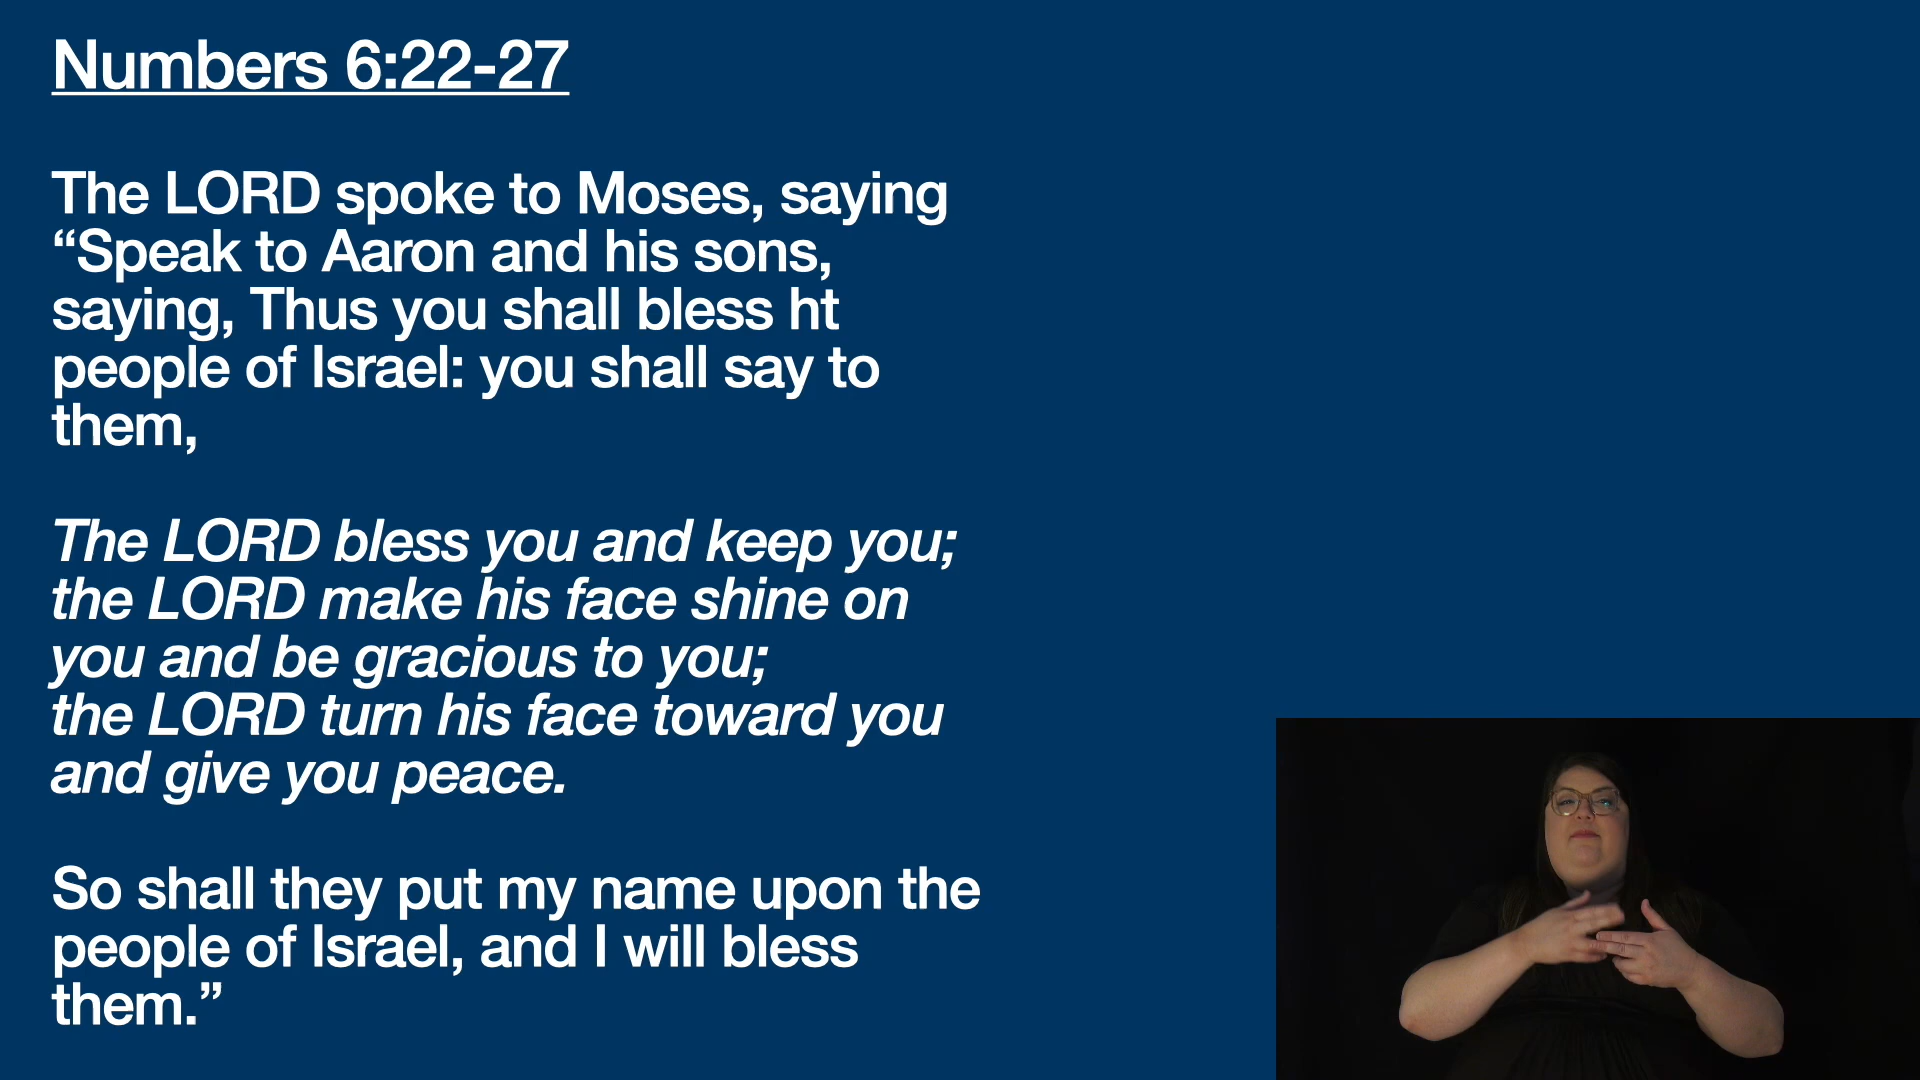 Numbers 6:22-27
The LORD spoke to Moses, saying
“Speak to Aaron and his sons,
saying, Thus you shall bless ht
people of Israel: you shall say to
them,
The LORD bless you and keep you;
the LORD make his face shine on
you and be gracious to you;
the LORD turn his face toward you
and give you peace.
So shall they put my name upon the
people of Israel, and I will bless
them.”